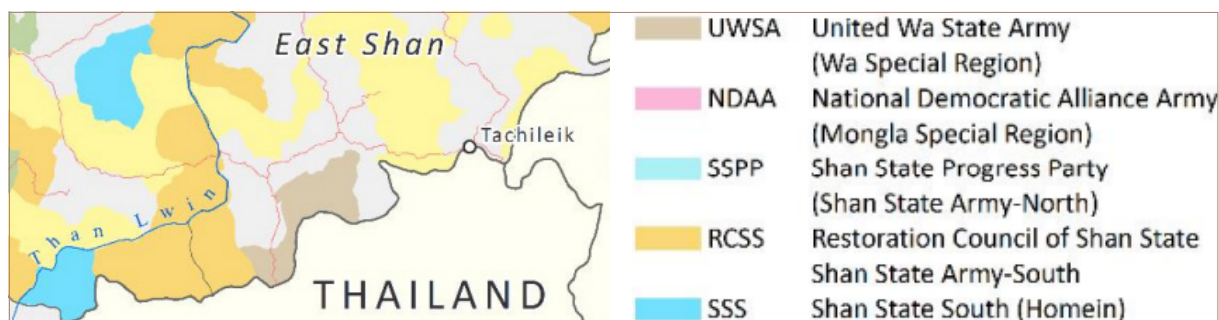 East Shan
Tachileik
Than Lwin
THAILAND
UWSA United Wa State Army
(Wa Special Region)
NDAA National Democratic Alliance Army
(Mongla Special Region)
SSPP Shan State Progress Party
(Shan State Army-North)
RCSS Restoration Council of Shan State
Shan State Army-South
SSS Shan State South (Homein)